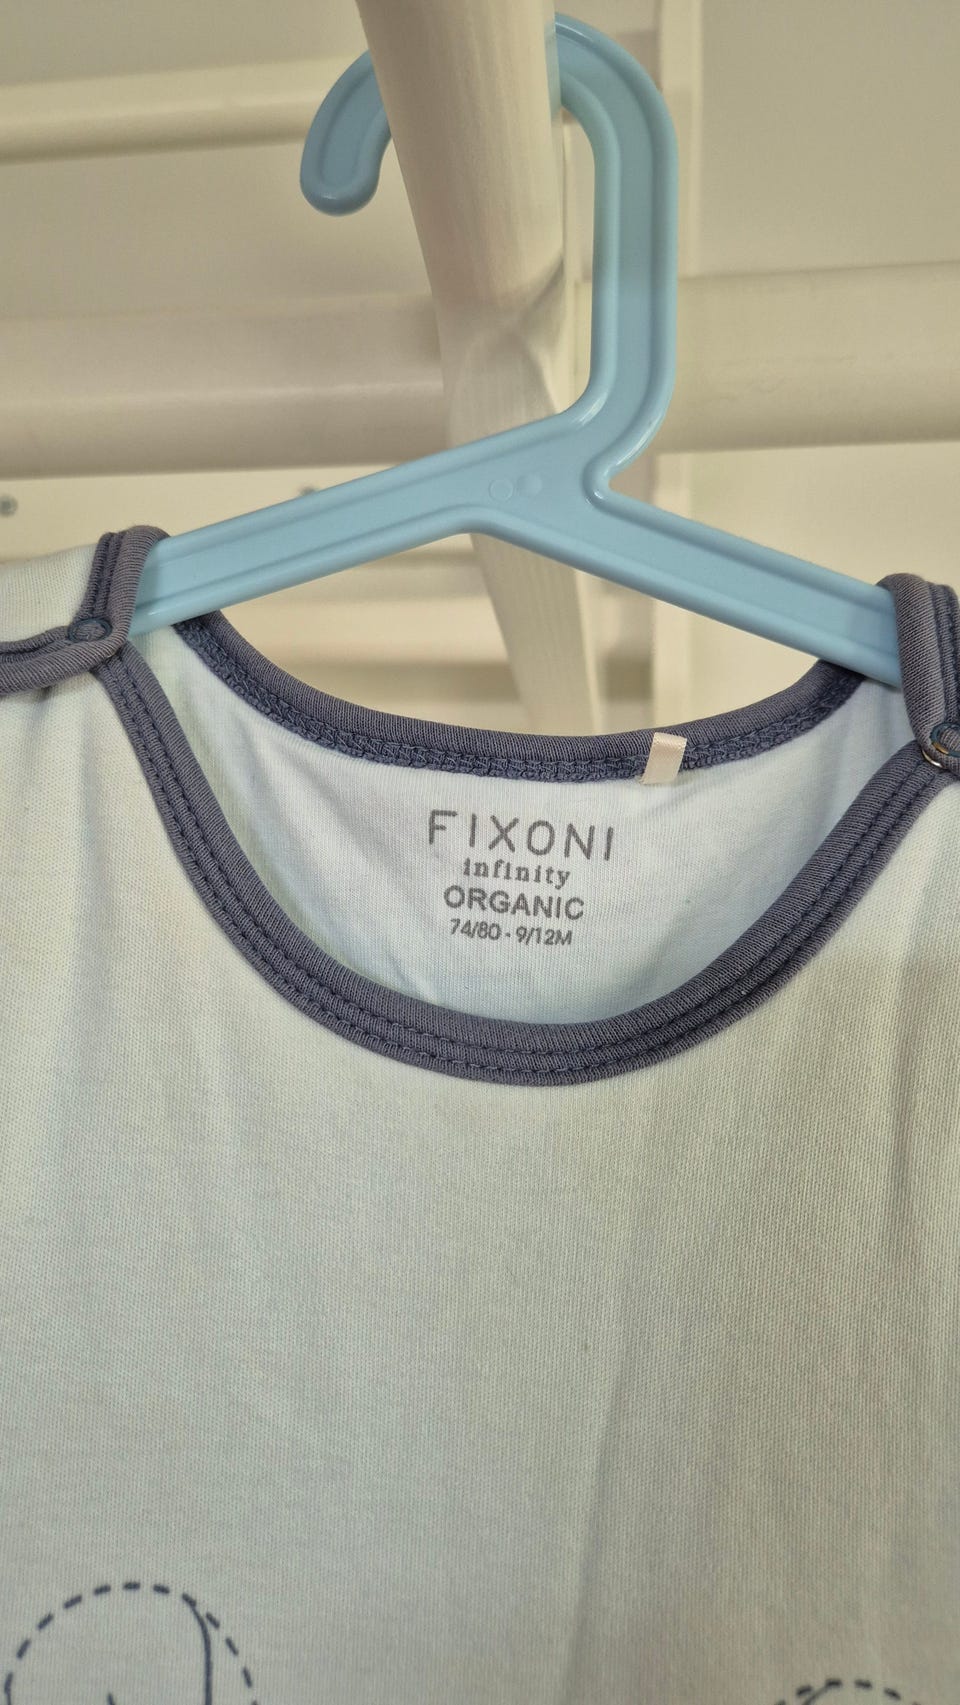 FIXONI
infinity
ORGANIC
74/80 - 9/12M